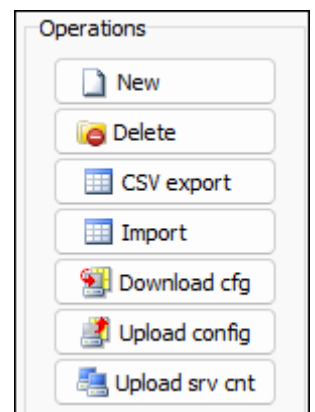 Operations
New
Delete
CSV export
Import
Download cfg
Upload config
Upload srv cnt